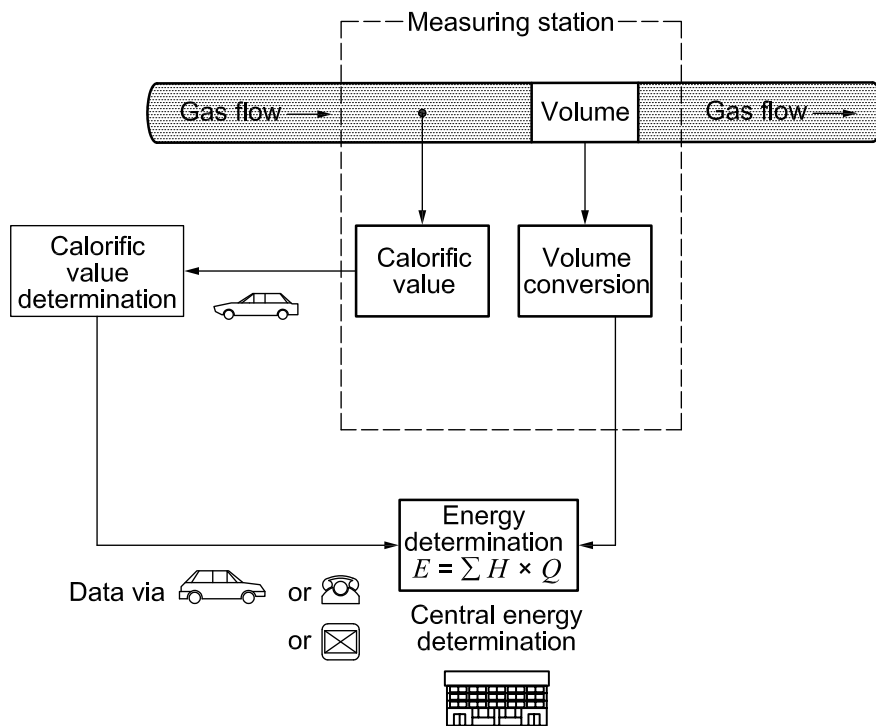 Measuring station
Gas flow
Volume
Gas flow
Calorific
value
determination
Calorific
value
Volume
conversion
Energy
determination
E = ∑ H × Q
Data via
or
or
Central energy
determination